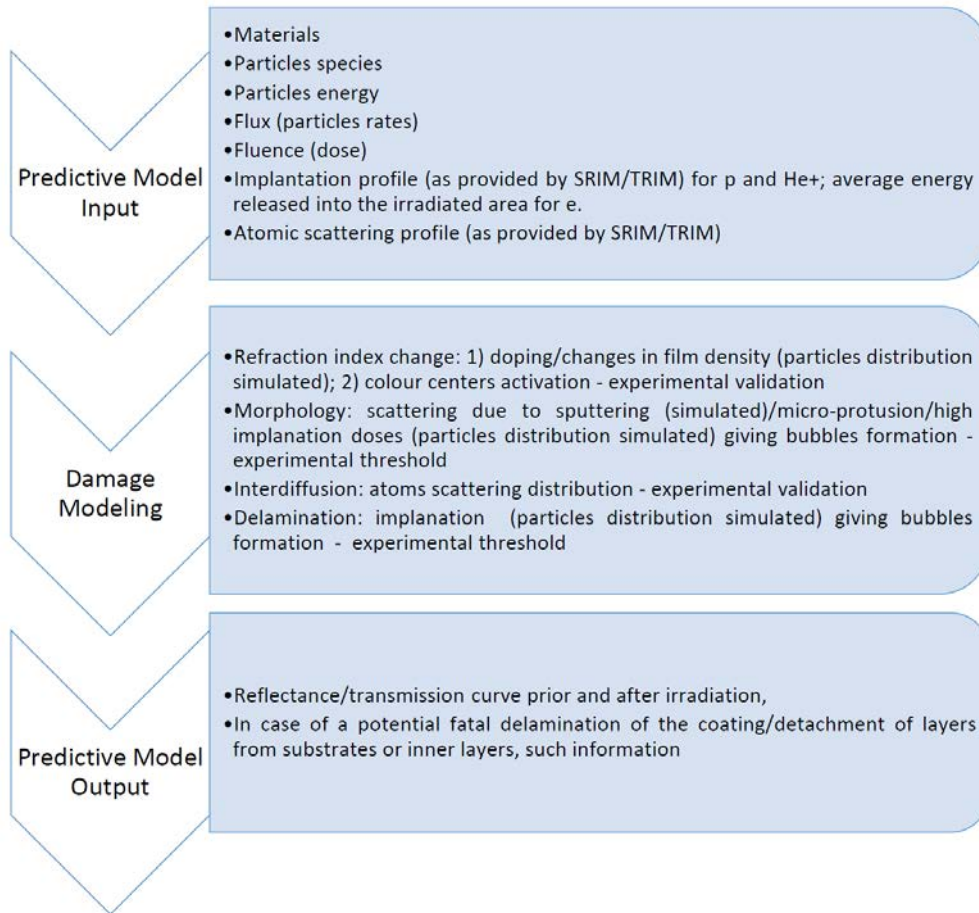 •Materials
•Particles species
•Particles energy
•Flux (particles rates)
•Fluence (dose)
•Implantation profile (as provided by SRIM/TRIM) for p and He+; average energy
released into the irradiated area for e.
•Atomic scattering profile (as provided by SRIM/TRIM)
Predictive Model
Input
•Refraction index change: 1) doping/changes in film density (particles distribution
simulated); 2) colour centers activation - experimental validation
•Morphology: scattering due to sputtering (simulated)/micro-protusion/high
implanation doses (particles distribution simulated) giving bubbles formation -
experimental threshold
•Interdiffusion: atoms scattering distribution - experimental validation
•Delamination: implanation (particles distribution simulated) giving bubbles
formation - experimental threshold
Damage
Modeling
•Reflectance/transmission curve prior and after irradiation,
•In case of a potential fatal delamination of the coating/detachment of layers
from substrates or inner layers, such information
Predictive Model
Output